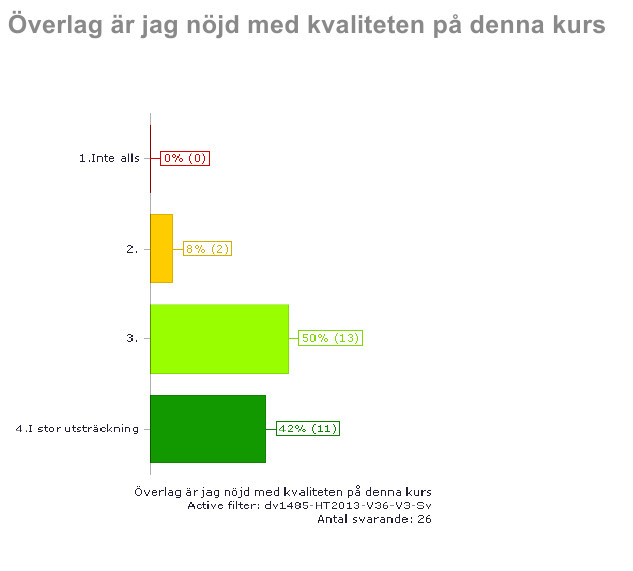 Överlag är jag nöjd med kvaliteten på denna kurs
1.Inte alls
0% (0)
2.
8% (2)
3.
50% (13)
4.I stor utsträckning
42% (11)
Överlag är jag nöjd med kvaliteten på denna kurs
Active filter: dv1485-HT2013-V36-V3-Sv
Antal svarande: 26